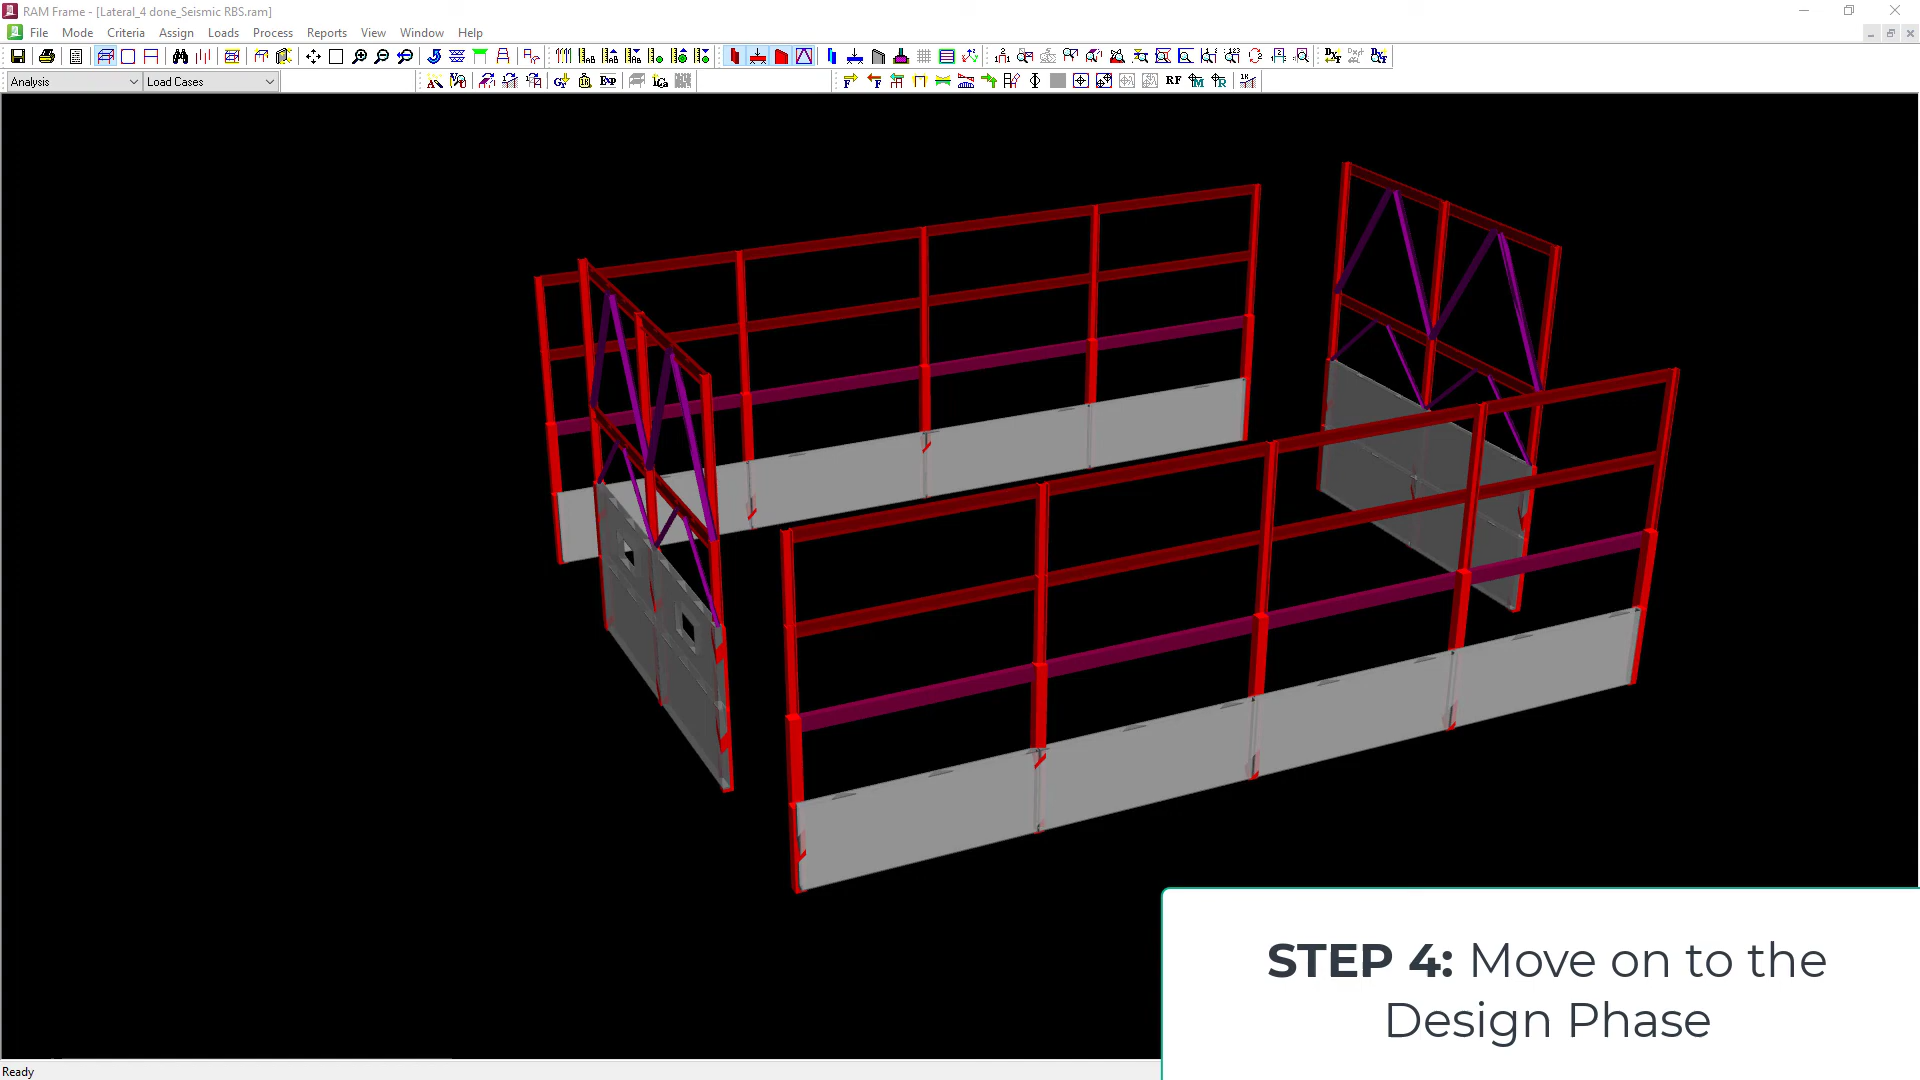 RAM Frame - [Lateral_4 done_Seismic RBS.ram]
File Mode Criteria Assign Loads Process Reports View Window Help
Analysis Load Cases
RF
STEP 4: Move on to the
Design Phase
Ready